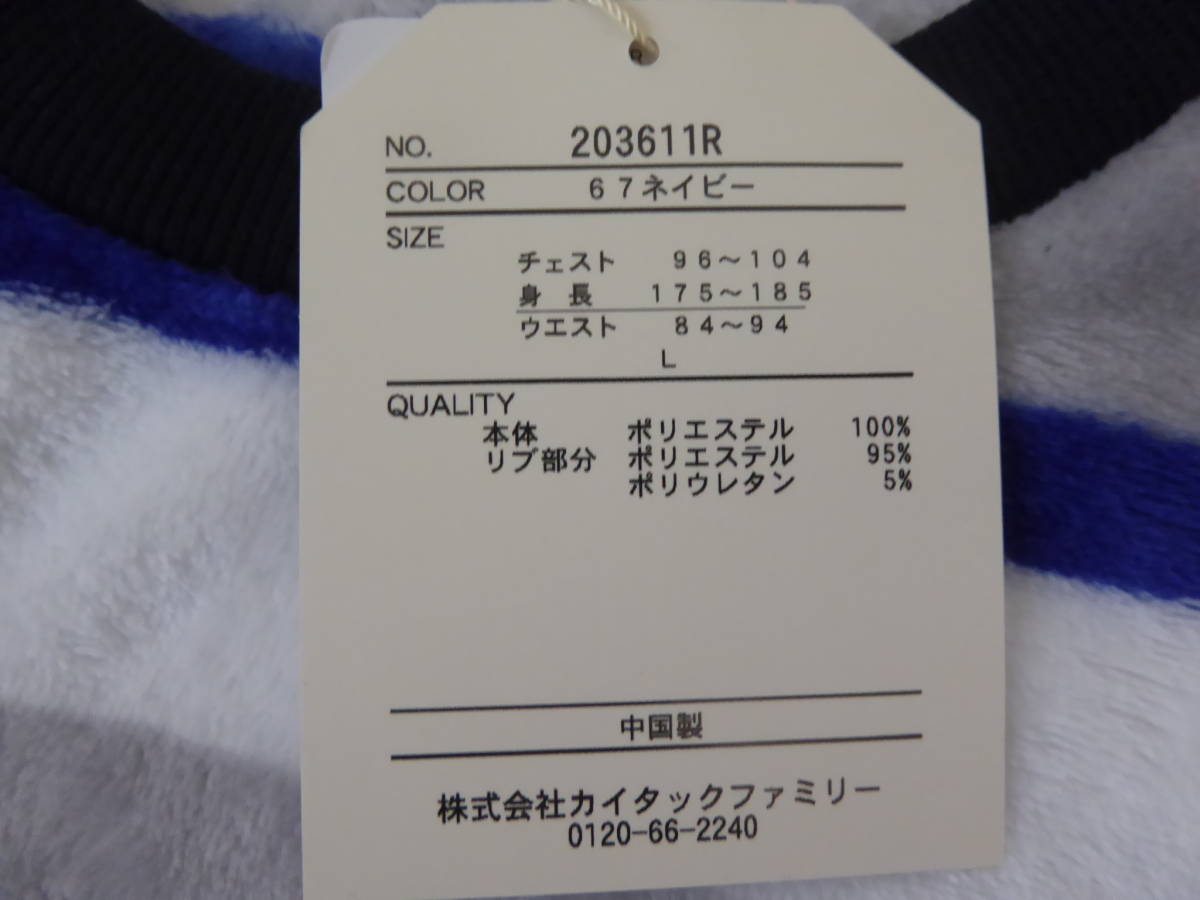 NO. 203611R
COLOR 67ネイビー
SIZE
チェスト 96～104
身 長 175～185
ウエスト 84～94
L
QUALITY
本体 ポリエステル 100%
リブ部分 ポリエステル 95%
ポリウレタン 5%
中国製
株式会社カイタックファミリー
0120-66-2240